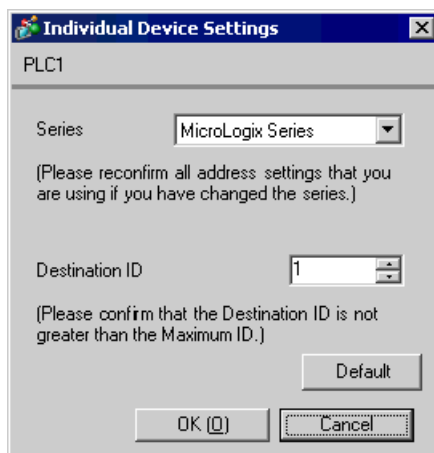 Individual Device Settings
PLC1
Series MicroLogix Series
(Please reconfirm all address settings that you
are using if you have changed the series.)
Destination ID 1
(Please confirm that the Destination ID is not
greater than the Maximum ID.)
Default
OK (O) Cancel